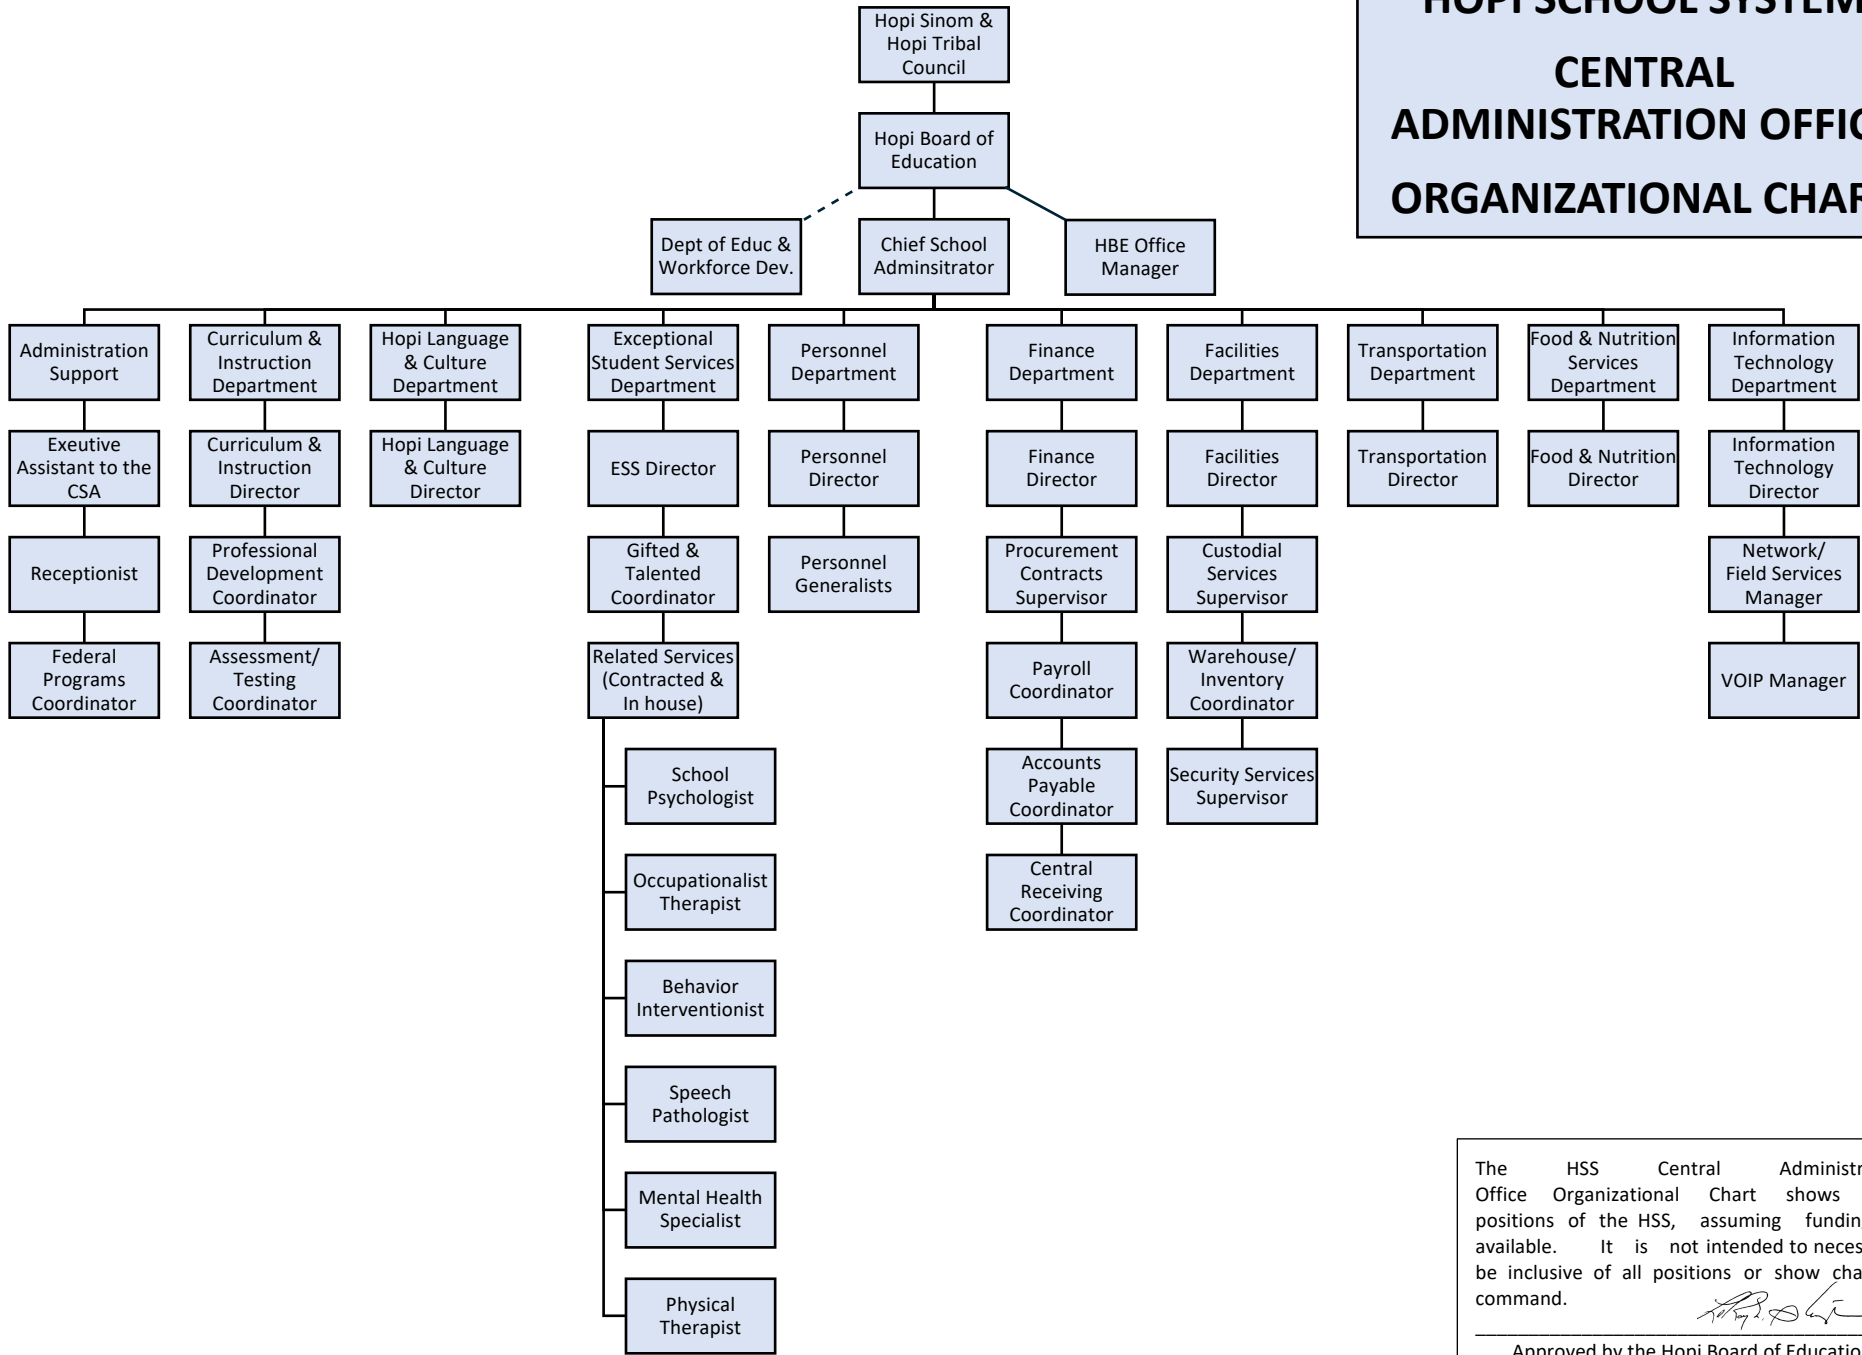 HOPI SCHOOL SYSTEM
CENTRAL
ADMINISTRATION OFFIC
ORGANIZATIONAL CHAR
Hopi Sinom &
Hopi Tribal
Council
Hopi Board of
Education
Dept of Educ &
Workforce Dev.
Chief School
Adminsitrator
HBE Office
Manager
Administration
Support
Curriculum &
Instruction
Department
Hopi Language
& Culture
Department
Exceptional
Student Services
Department
Personnel
Department
Finance
Department
Facilities
Department
Transportation
Department
Food & Nutrition
Services
Department
Information
Technology
Department
Exeutive
Assistant to the
CSA
Curriculum &
Instruction
Director
Hopi Language
& Culture
Director
ESS Director
Personnel
Director
Finance
Director
Facilities
Director
Transportation
Director
Food & Nutrition
Director
Information
Technology
Director
Receptionist
Professional
Development
Coordinator
Gifted &
Talented
Coordinator
Personnel
Generalists
Procurement
Contracts
Supervisor
Custodial
Services
Supervisor
Network/
Field Services
Manager
Federal
Programs
Coordinator
Assessment/
Testing
Coordinator
Related Services
(Contracted &
In house)
Payroll
Coordinator
Warehouse/
Inventory
Coordinator
VOIP Manager
School
Psychologist
Accounts
Payable
Coordinator
Security Services
Supervisor
Occupationalist
Therapist
Central
Receiving
Coordinator
Behavior
Interventionist
Speech
Pathologist
Mental Health
Specialist
Physical
Therapist
The HSS Central Administr
Office Organizational Chart shows
positions of the HSS, assuming fundin
available. It is not intended to neces
be inclusive of all positions or show cha
command.
Approved by the Hopi Board of Educatio